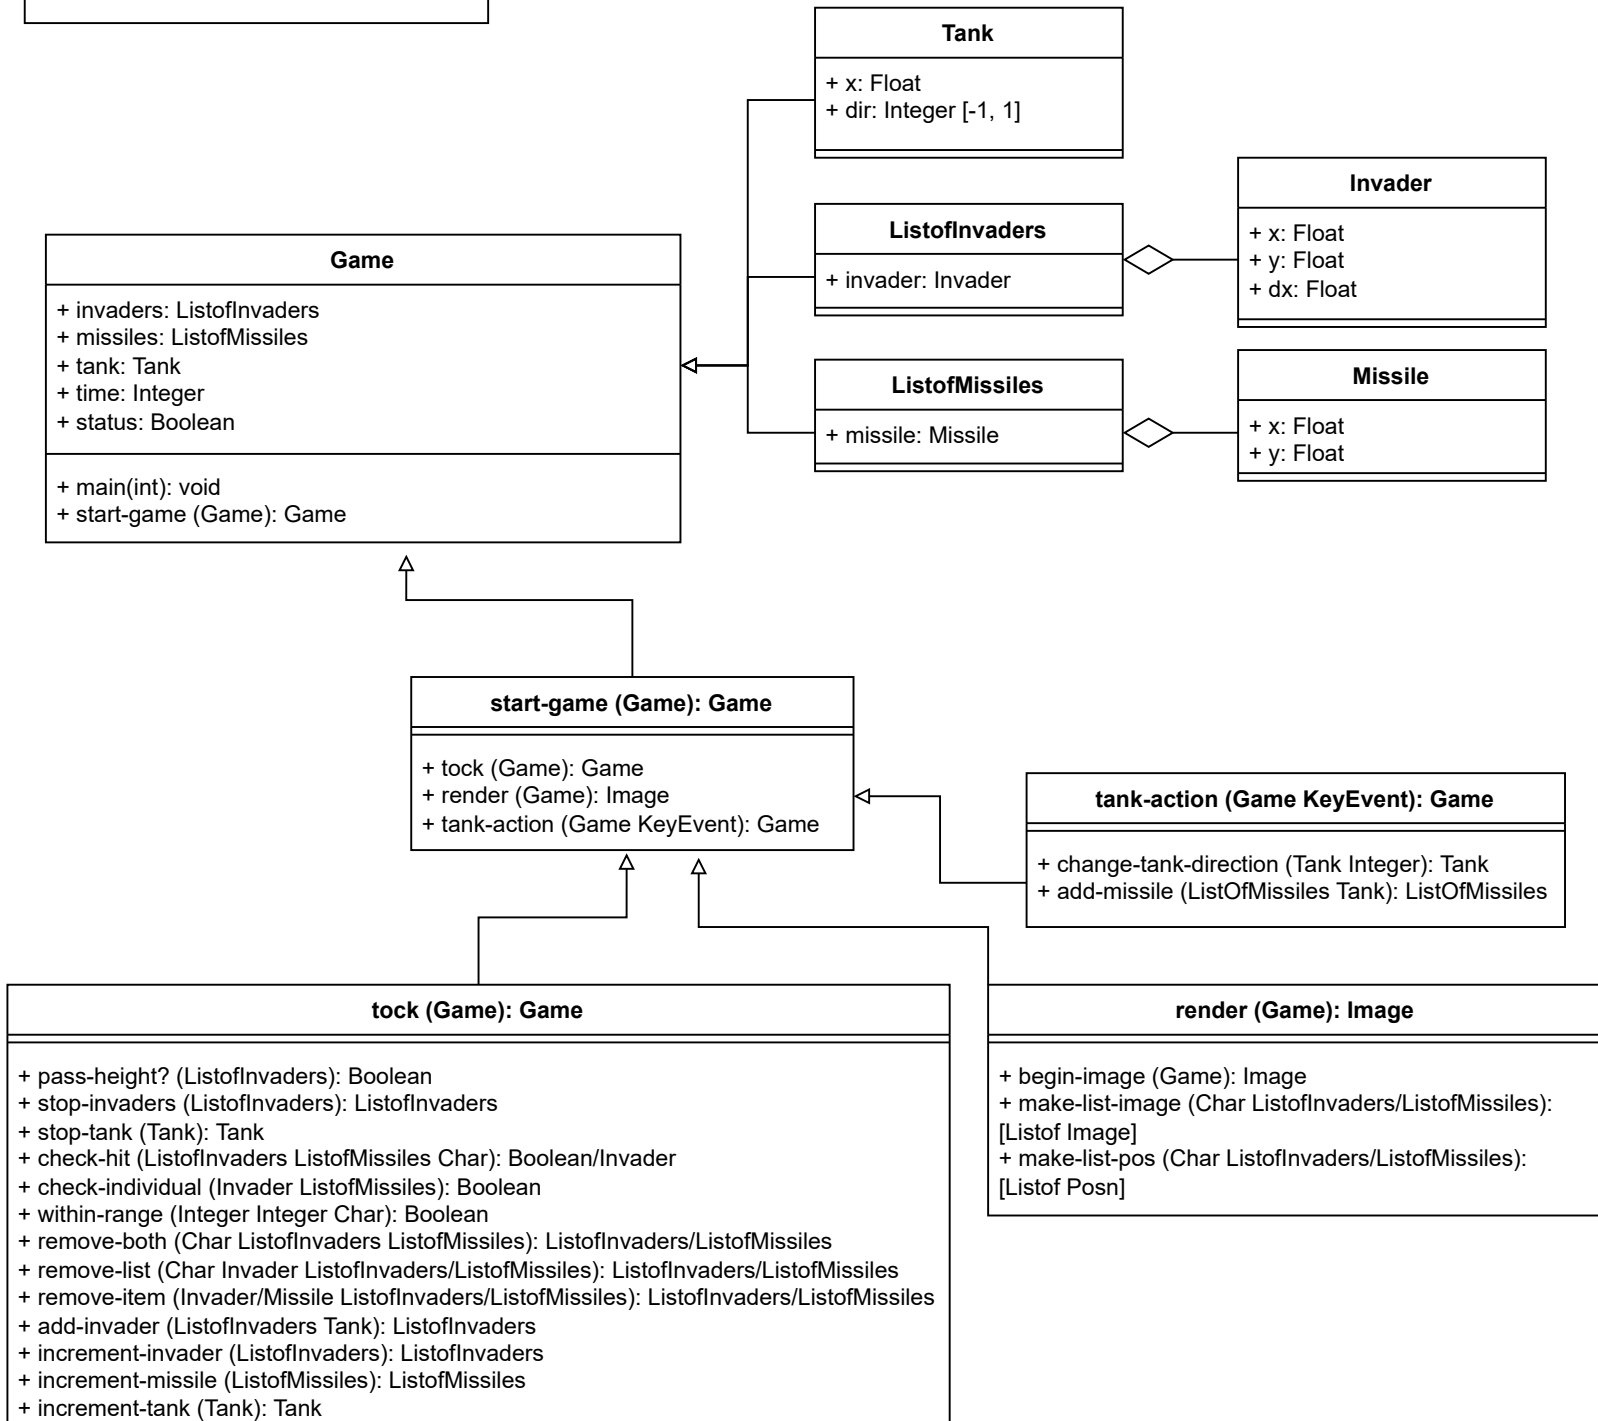 Tank
+ x: Float
+ dir: Integer [-1, 1]
Invader
+ x: Float
+ y: Float
+ dx: Float
ListofInvaders
+ invader: Invader
Game
+ invaders: ListofInvaders
+ missiles: ListofMissiles
+ tank: Tank
+ time: Integer
+ status: Boolean
+ main(int): void
+ start-game (Game): Game
ListofMissiles
+ missile: Missile
Missile
+ x: Float
+ y: Float
start-game (Game): Game
+ tock (Game): Game
+ render (Game): Image
+ tank-action (Game KeyEvent): Game
tank-action (Game KeyEvent): Game
+ change-tank-direction (Tank Integer): Tank
+ add-missile (ListOfMissiles Tank): ListOfMissiles
tock (Game): Game
+ pass-height? (ListofInvaders): Boolean
+ stop-invaders (ListofInvaders): ListofInvaders
+ stop-tank (Tank): Tank
+ check-hit (ListofInvaders ListofMissiles Char): Boolean/Invader
+ check-individual (Invader ListofMissiles): Boolean
+ within-range (Integer Integer Char): Boolean
+ remove-both (Char ListofInvaders ListofMissiles): ListofInvaders/ListofMissiles
+ remove-list (Char Invader ListofInvaders/ListofMissiles): ListofInvaders/ListofMissiles
+ remove-item (Invader/Missile ListofInvaders/ListofMissiles): ListofInvaders/ListofMissiles
+ add-invader (ListofInvaders Tank): ListofInvaders
+ increment-invader (ListofInvaders): ListofInvaders
+ increment-missile (ListofMissiles): ListofMissiles
+ increment-tank (Tank): Tank
render (Game): Image
+ begin-image (Game): Image
+ make-list-image (Char ListofInvaders/ListofMissiles):
[Listof Image]
+ make-list-pos (Char ListofInvaders/ListofMissiles):
[Listof Posn]